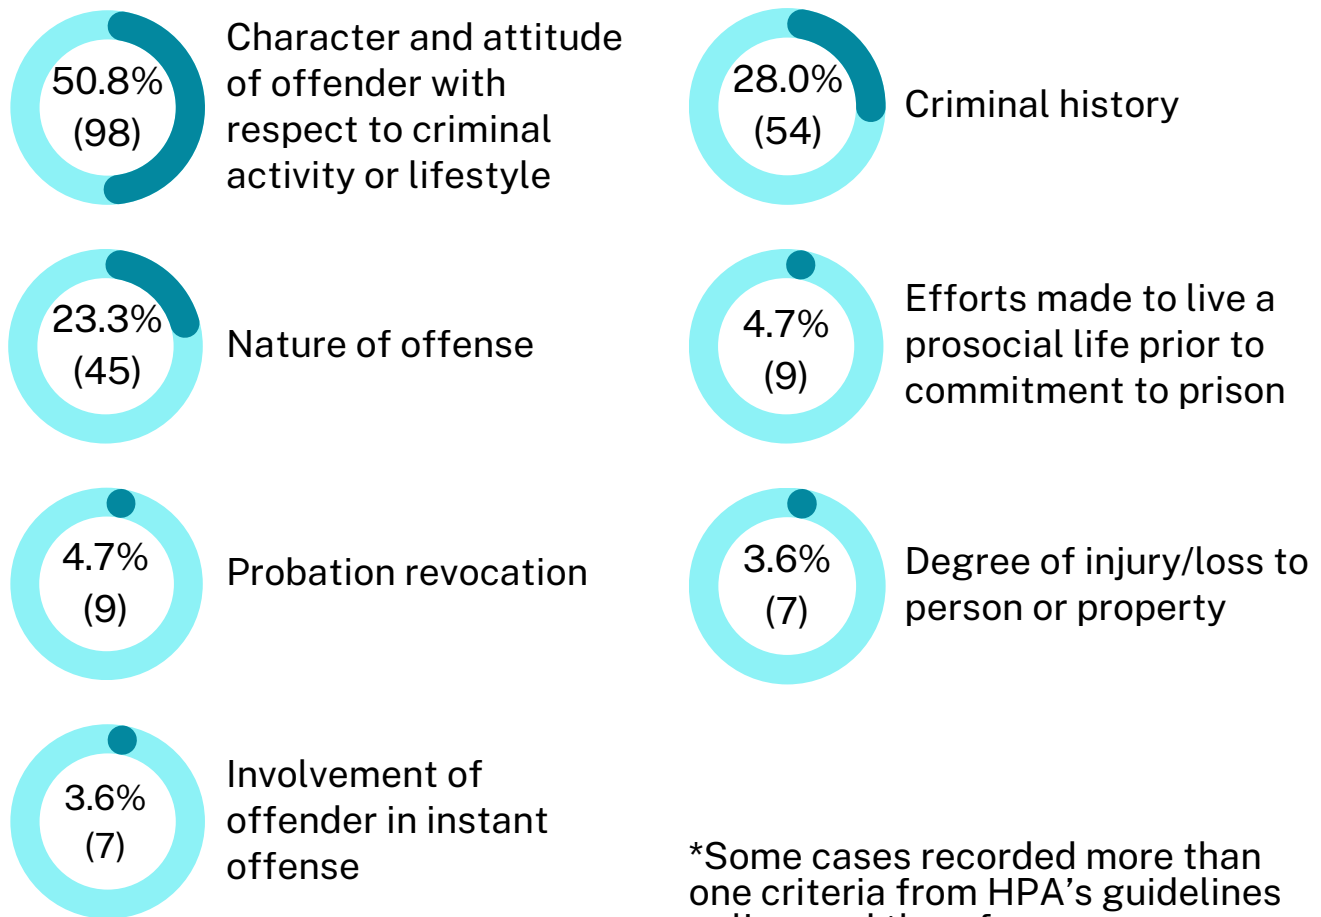 50.8%
(98)
Character and attitude
of offender with
respect to criminal
activity or lifestyle
28.0%
(54)
Criminal history
23.3%
(45)
Nature of offense
4.7%
(9)
Efforts made to live a
prosocial life prior to
commitment to prison
4.7%
(9)
Probation revocation
3.6%
(7)
Degree of injury/loss to
person or property
3.6%
(7)
Involvement of
offender in instant
offense
*Some cases recorded more than
one criteria from HPA’s guidelines